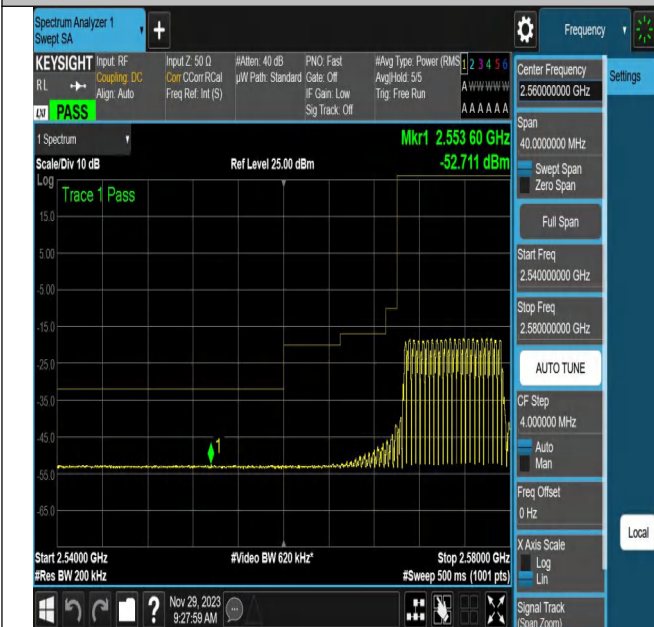 Spectrum Analyzer 1
Swept SA
+
Frequency
KEYSIGHT
RL
LXI
PASS
Input: RF
Coupling: DC
Align: Auto
Input Z: 50 Ω
Corr CCorr RCal
Freq Ref: Int (S)
#Atten: 40 dB
µW Path: Standard
PNO: Fast
Gate: Off
IF Gain: Low
Sig Track: Off
#Avg Type: Power (RMS
Avg|Hold: 5/5
Trig: Free Run
1 2 3 4 5 6
A W W W W W
A A A A A A
Center Frequency
2.560000000 GHz
Settings
1 Spectrum
Mkr1 2.553 60 GHz
Scale/Div 10 dB
Ref Level 25.00 dBm
-52.711 dBm
Log
Trace 1 Pass
15.0
5.00
-5.00
-15.0
-25.0
-35.0
-45.0
-55.0
-65.0
1
Start 2.54000 GHz
#Video BW 620 kHz*
Stop 2.58000 GHz
#Res BW 200 kHz
#Sweep 500 ms (1001 pts)
Span
40.0000000 MHz
Swept Span
Zero Span
Full Span
Start Freq
2.540000000 GHz
Stop Freq
2.580000000 GHz
AUTO TUNE
CF Step
4.000000 MHz
Auto
Man
Freq Offset
0 Hz
X Axis Scale
Log
Lin
Local
Signal Track
(Span Zoom)
?
Nov 29, 2023
9:27:59 AM